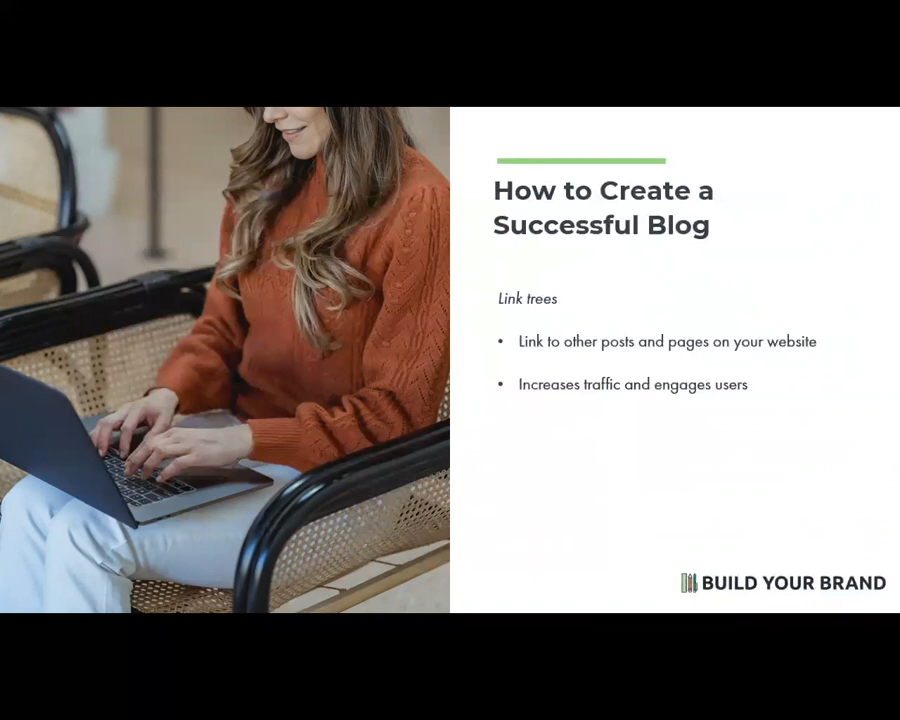 How to Create a
Successful Blog
Link trees
• Link to other posts and pages on your website
• Increases traffic and engages users
BUILD YOUR BRAND